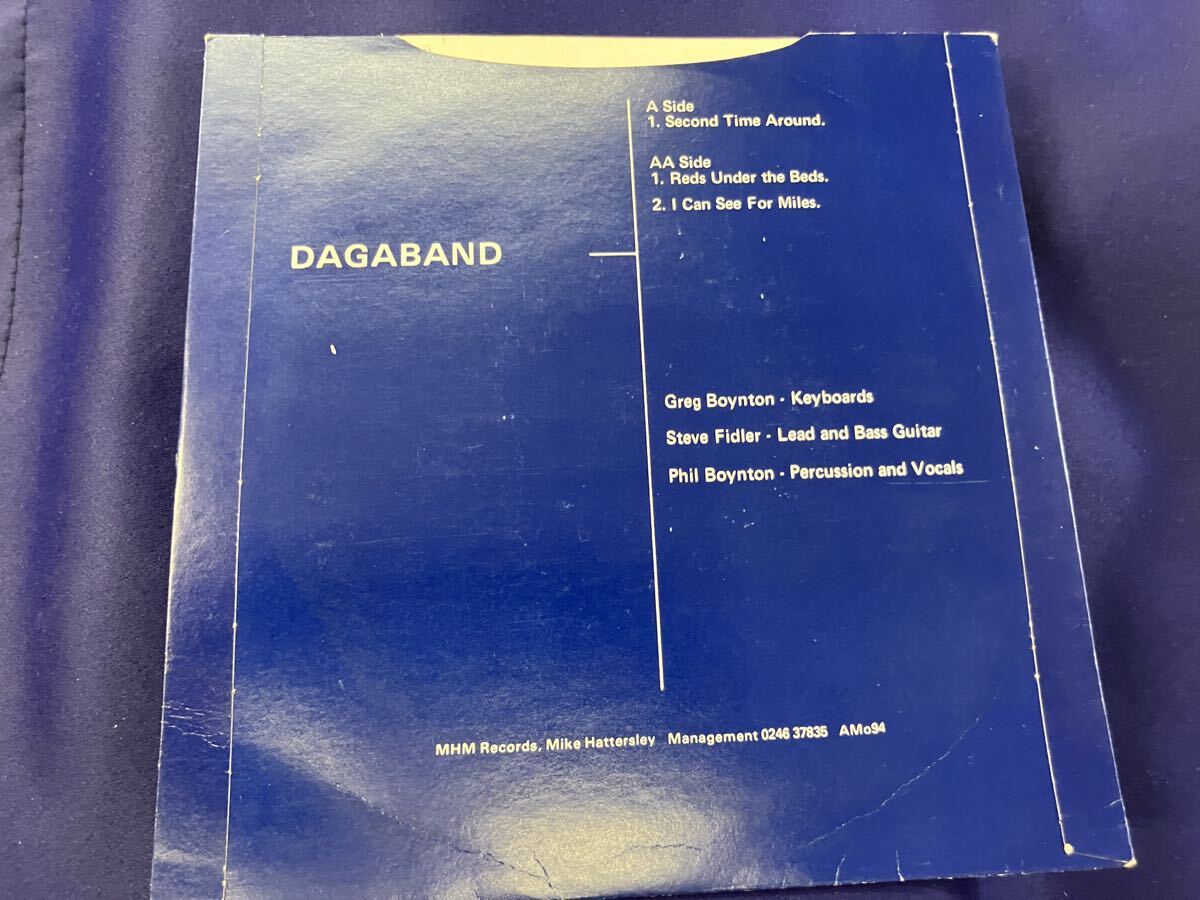 A Side
1. Second Time Around.
AA Side
1. Reds Under the Beds.
2. I Can See For Miles.
DAGABAND
Greg Boynton - Keyboards
Steve Fidler - Lead and Bass Guitar
Phil Boynton - Percussion and Vocals
MHM Records, Mike Hattersley Management 0246 37835 AMo94